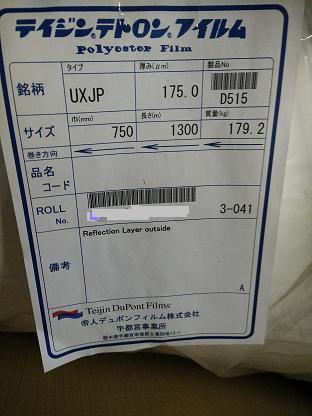 テイジン®テトロン®フイルム
Polyester Film
銘柄
タイプ 厚み(μm) 製品No
UXJP 175.0 D515
サイズ
巾(mm) 長さ(m) 質量(kg)
750 1300 179.2
巻き方向
品名
コード
ROLL No. 3-041
備考
Reflection Layer outside
A
Teijin DuPont Films
帝人デュポンフィルム株式会社
宇都宮事業所